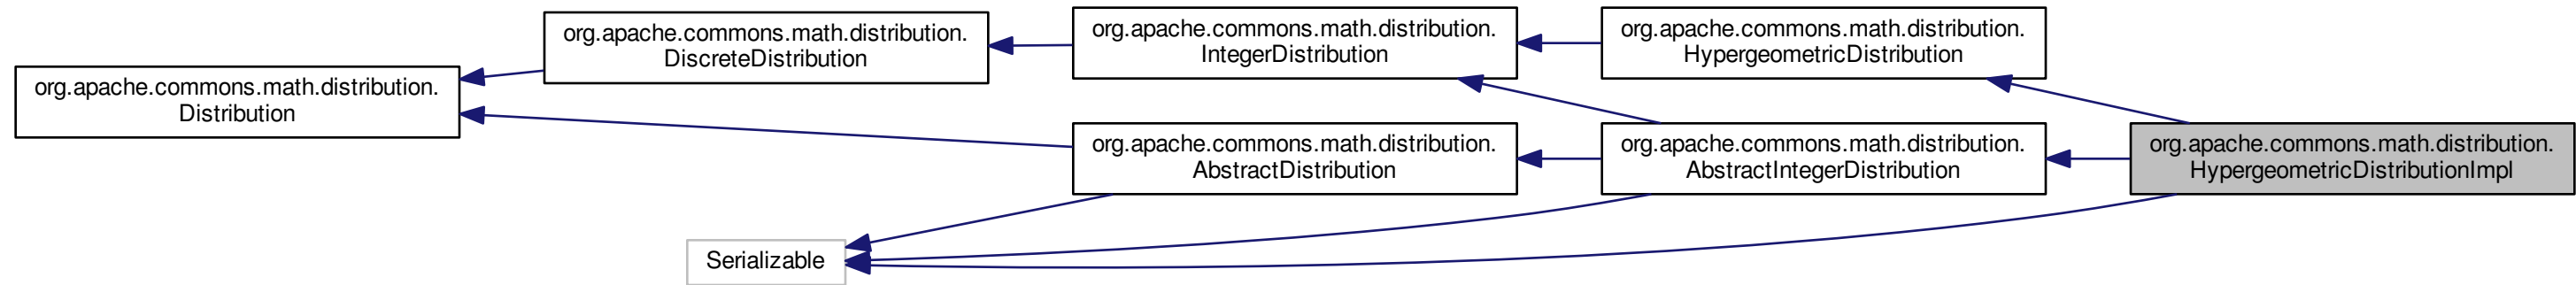 org.apache.commons.math.distribution.
Distribution
org.apache.commons.math.distribution.
DiscreteDistribution
org.apache.commons.math.distribution.
IntegerDistribution
org.apache.commons.math.distribution.
HypergeometricDistribution
org.apache.commons.math.distribution.
AbstractDistribution
org.apache.commons.math.distribution.
AbstractIntegerDistribution
org.apache.commons.math.distribution.
HypergeometricDistributionImpl
Serializable